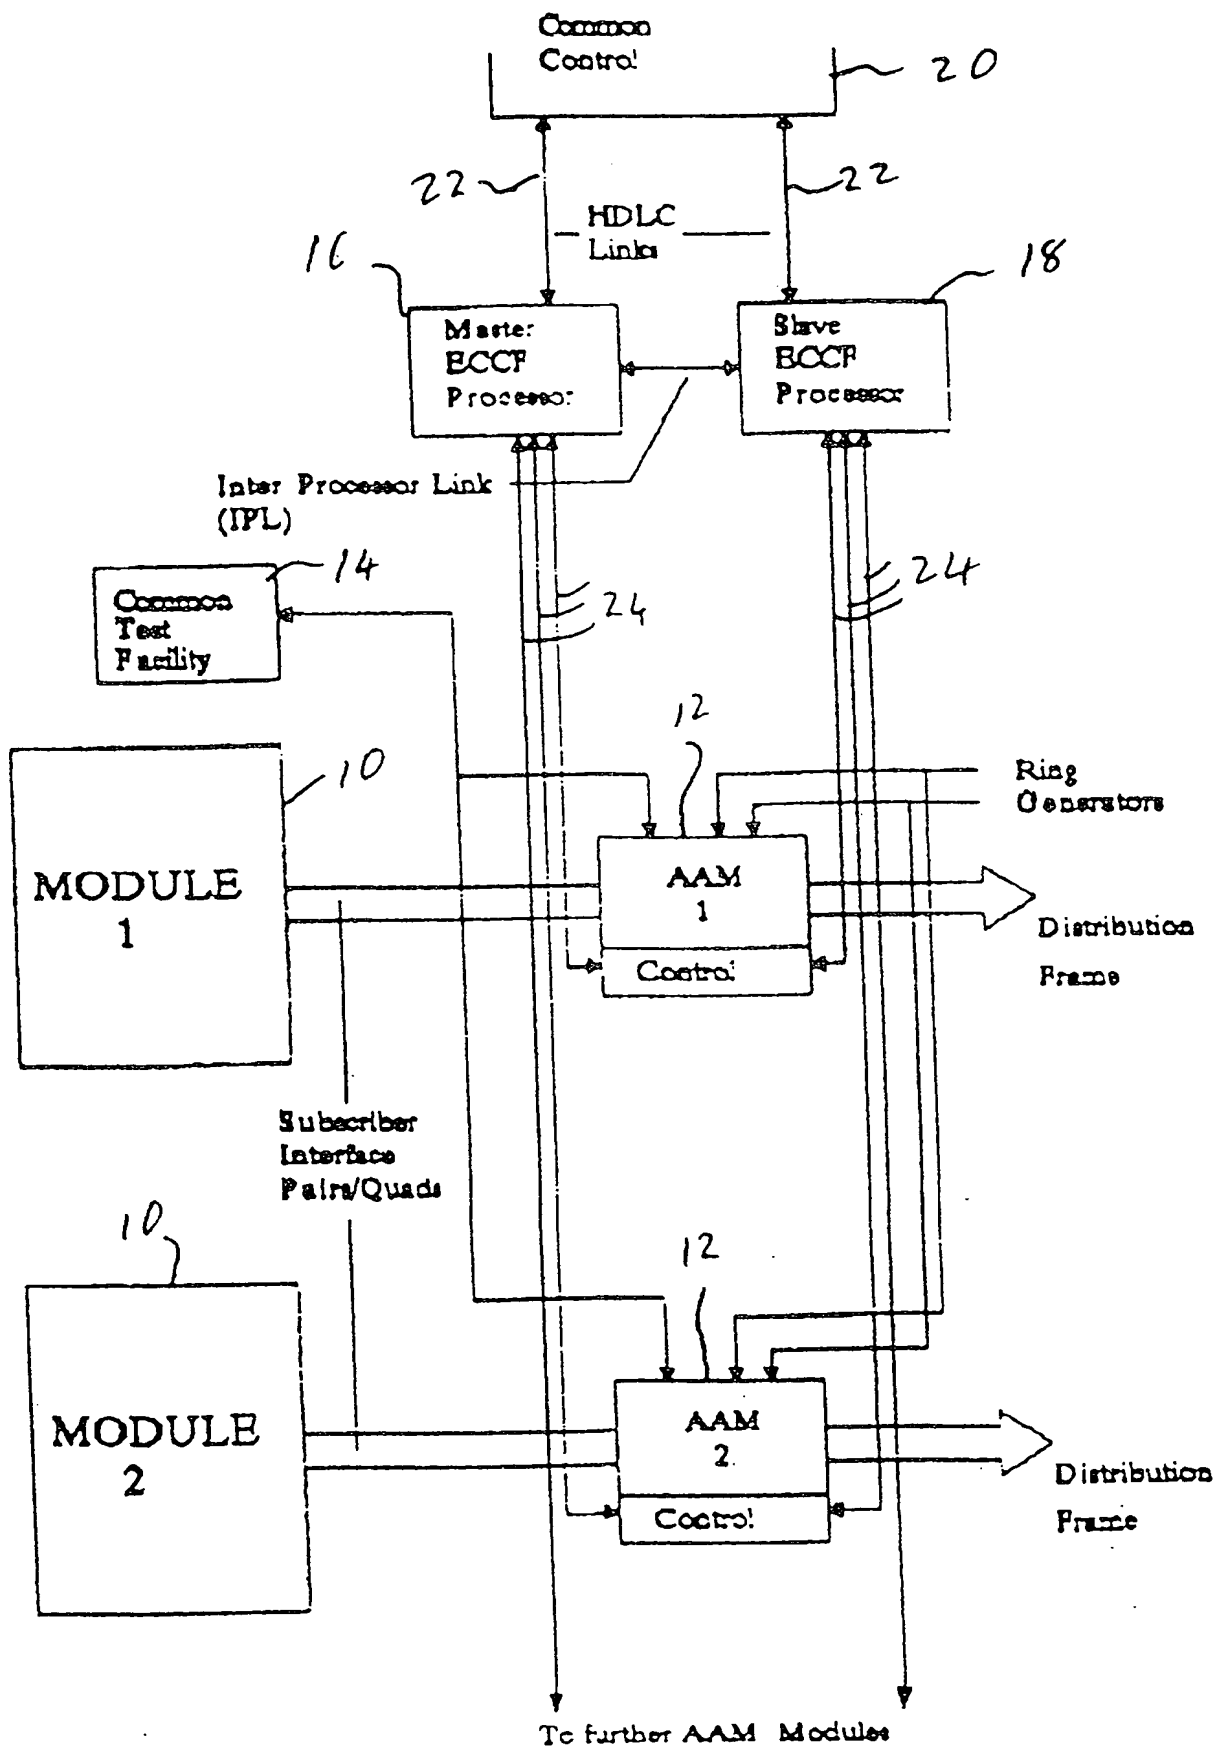 Common
Control
20
22
22
HDLC
Links
16
18
Master
ECCF
Processor
Slave
ECCF
Processor
Inter Processor Link
(IPL)
14
Common
Test
Facility
24
24
12
10
Ring
Generators
MODULE
1
AAM
1
Control
Distribution
Frame
Subscriber
Interface
Pairs/Quads
10
12
MODULE
2
AAM
2
Control
Distribution
Frame
To further AAM Modules